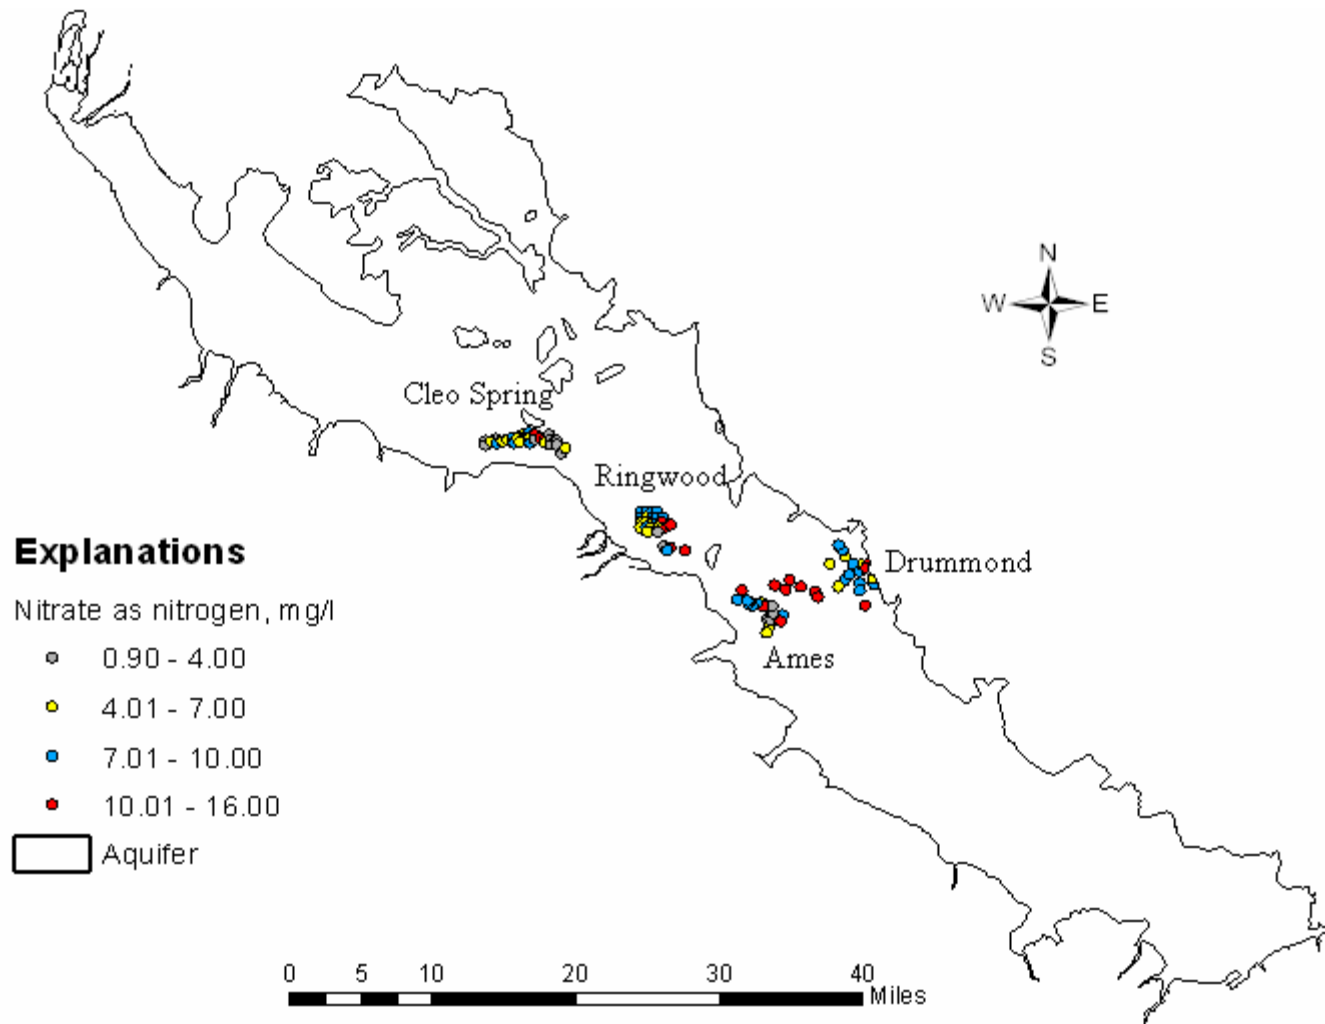 N
W E
S
Cleo Spring
Ringwood
Drummond
Ames
Explanations
Nitrate as nitrogen, mg/l
0.90 - 4.00
4.01 - 7.00
7.01 - 10.00
10.01 - 16.00
Aquifer
0 5 10 20 30 40
Miles